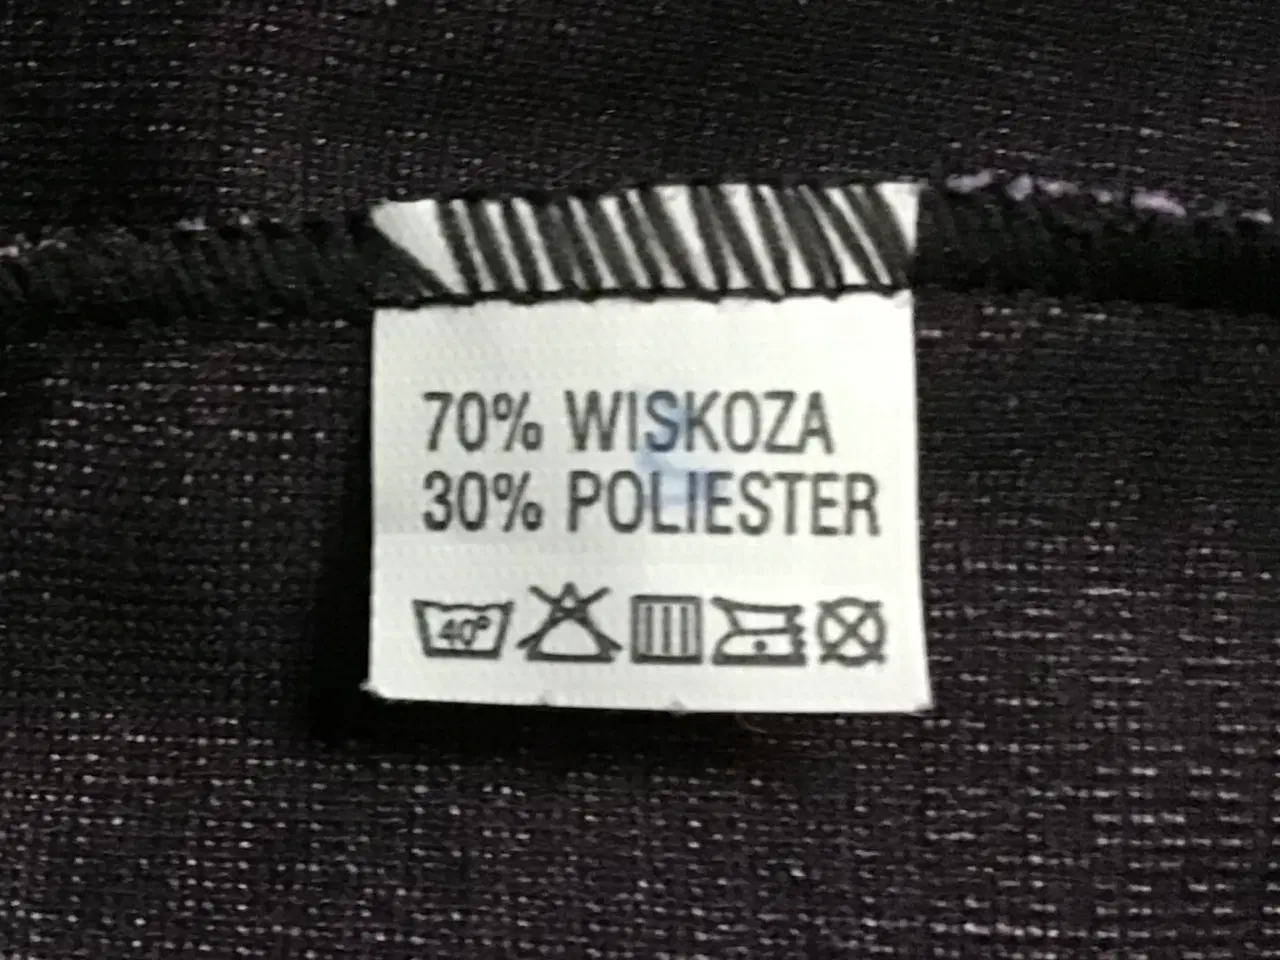 70% WISKOZA
30% POLIESTER
40°